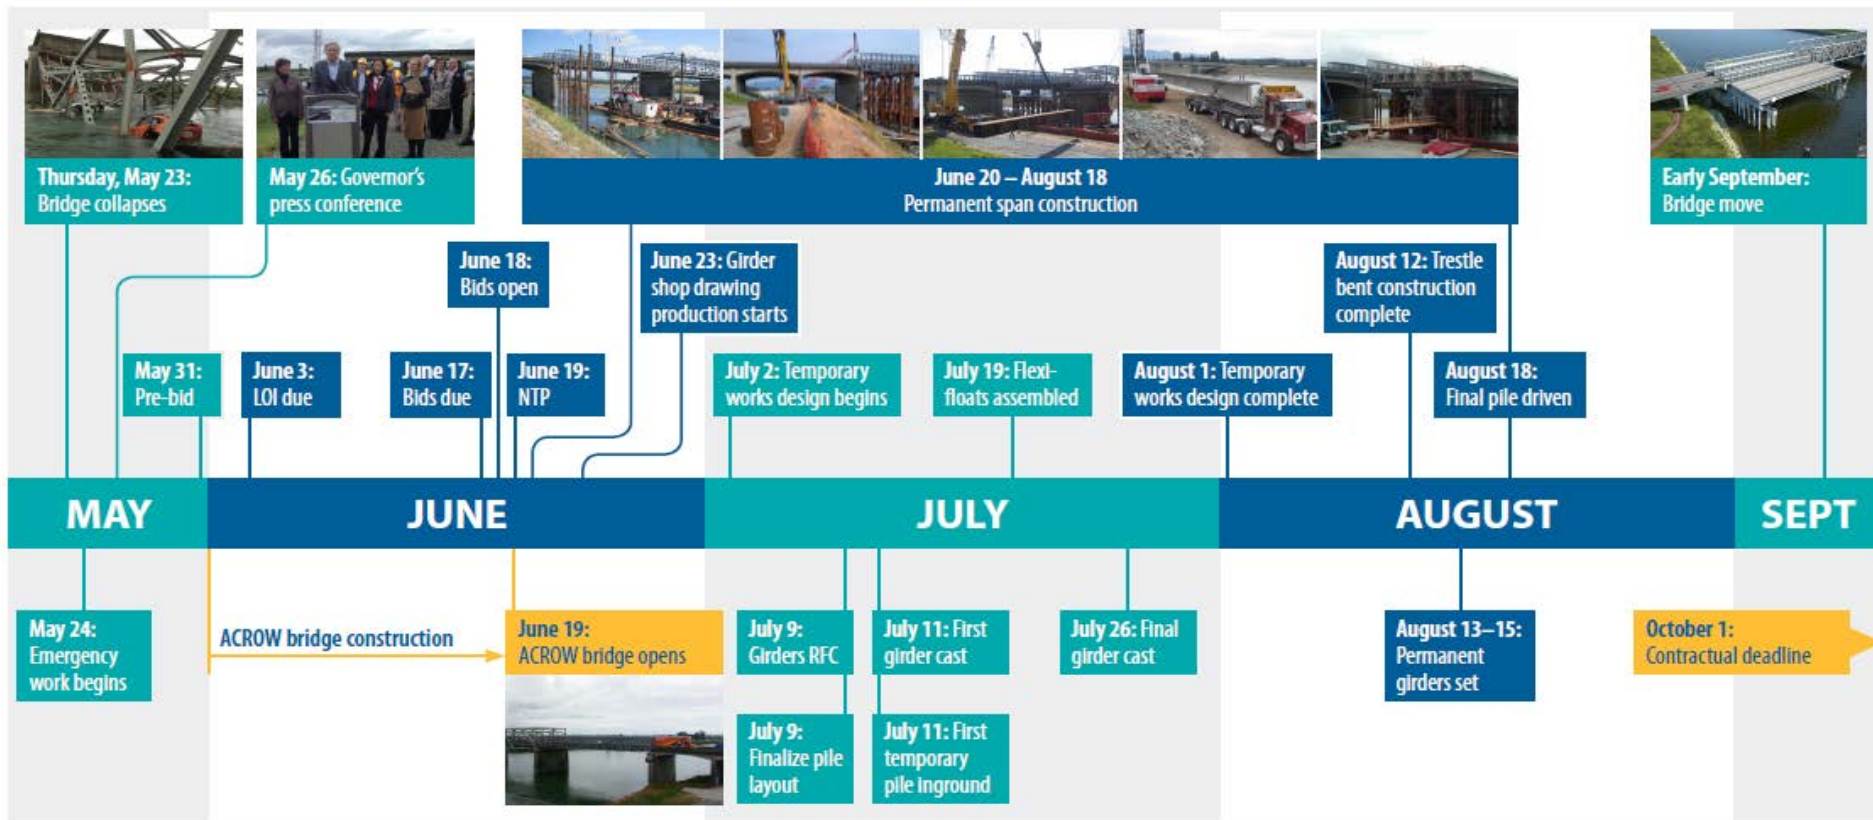 Thursday, May 23:
Bridge collapses
May 26: Governor's
press conference
June 20 – August 18
Permanent span construction
Early September:
Bridge move
June 18:
Bids open
June 23: Girder
shop drawing
production starts
August 12: Trestle
bent construction
complete
May 31:
Pre-bid
June 3:
LOI due
June 17:
Bids due
June 19:
NTP
July 2: Temporary
works design begins
July 19: Flexi-
floats assembled
August 1: Temporary
works design complete
August 18:
Final pile driven
MAY
JUNE
JULY
AUGUST
SEPT
May 24:
Emergency
work begins
ACROW bridge construction
June 19:
ACROW bridge opens
July 9:
Girders RFC
July 11: First
girder cast
July 26: Final
girder cast
August 13–15:
Permanent
girders set
October 1:
Contractual deadline
July 9:
Finalize pile
layout
July 11: First
temporary
pile inground